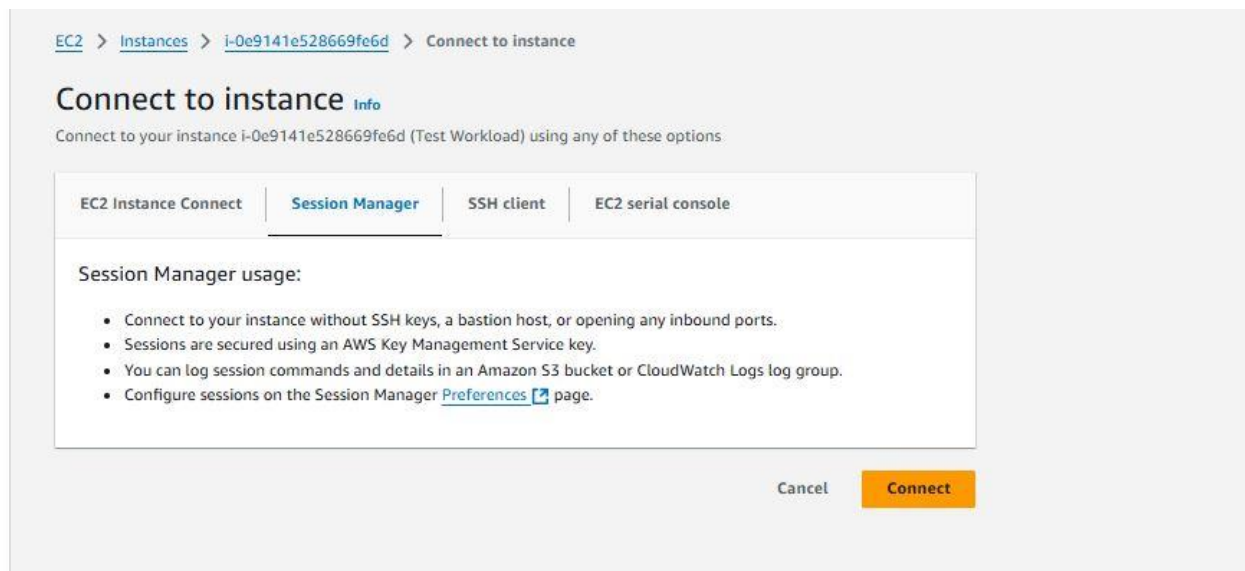 EC2 > Instances > i-0e9141e528669fe6d > Connect to instance
Connect to instance Info
Connect to your instance i-0e9141e528669fe6d (Test Workload) using any of these options
EC2 Instance Connect Session Manager SSH client EC2 serial console
Session Manager usage:
• Connect to your instance without SSH keys, a bastion host, or opening any inbound ports.
• Sessions are secured using an AWS Key Management Service key.
• You can log session commands and details in an Amazon S3 bucket or CloudWatch Logs log group.
• Configure sessions on the Session Manager Preferences page.
Cancel Connect